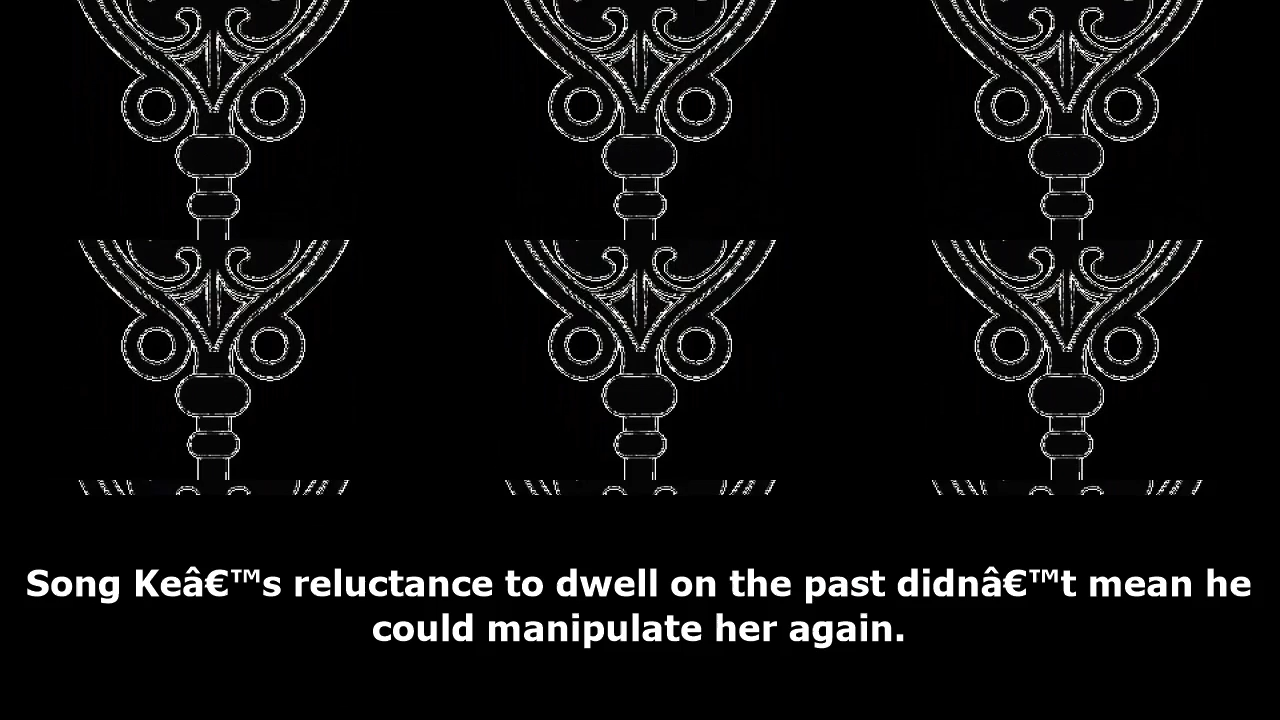 Song Keâ€™s reluctance to dwell on the past didnâ€™t mean he
could manipulate her again.